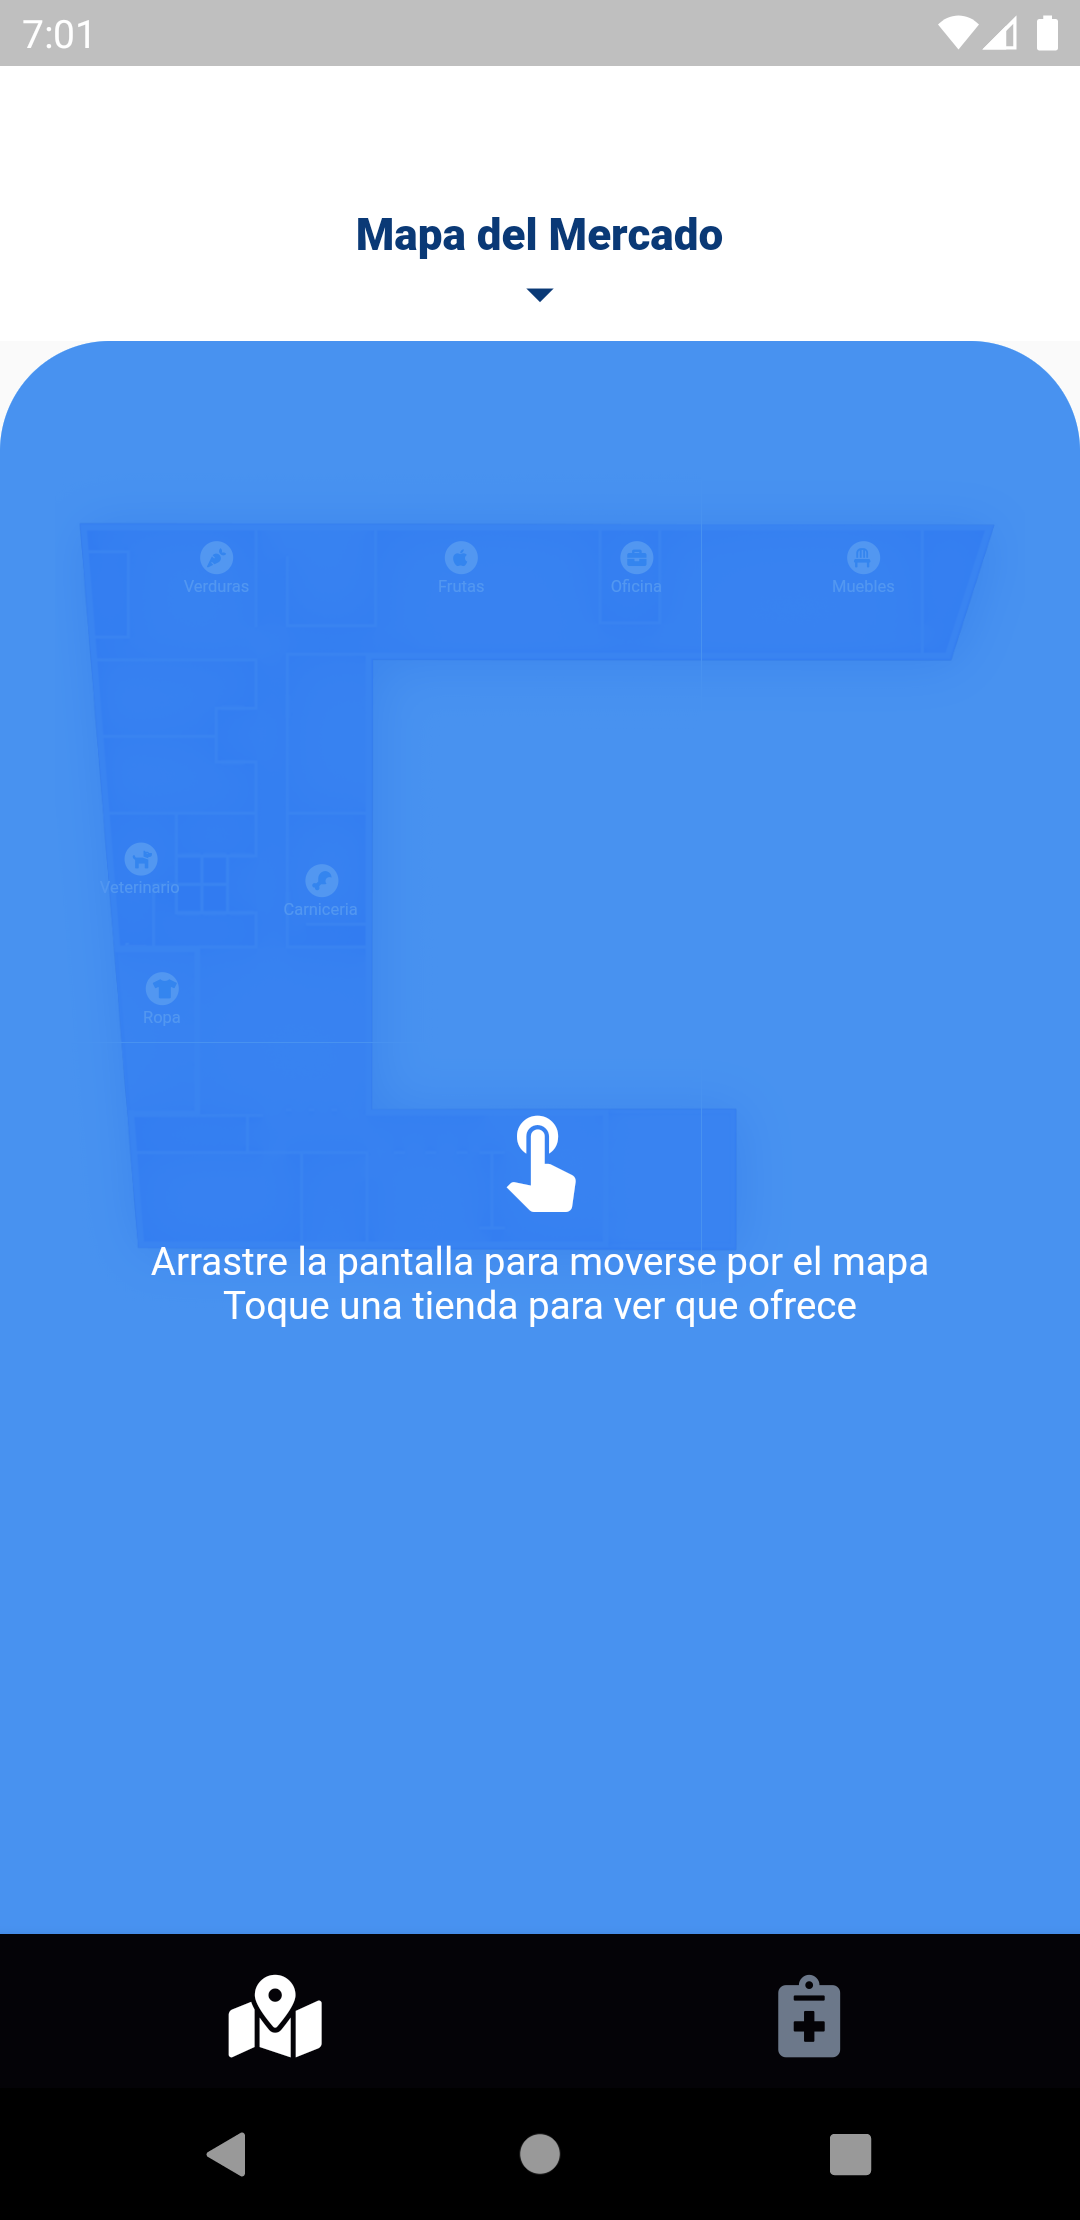 7:01
Mapa del Mercado
Verduras
Frutas
Oficina
Muebles
Veterinario
Carniceria
Ropa
Arrastre la pantalla para moverse por el mapa
Toque una tienda para ver que ofrece